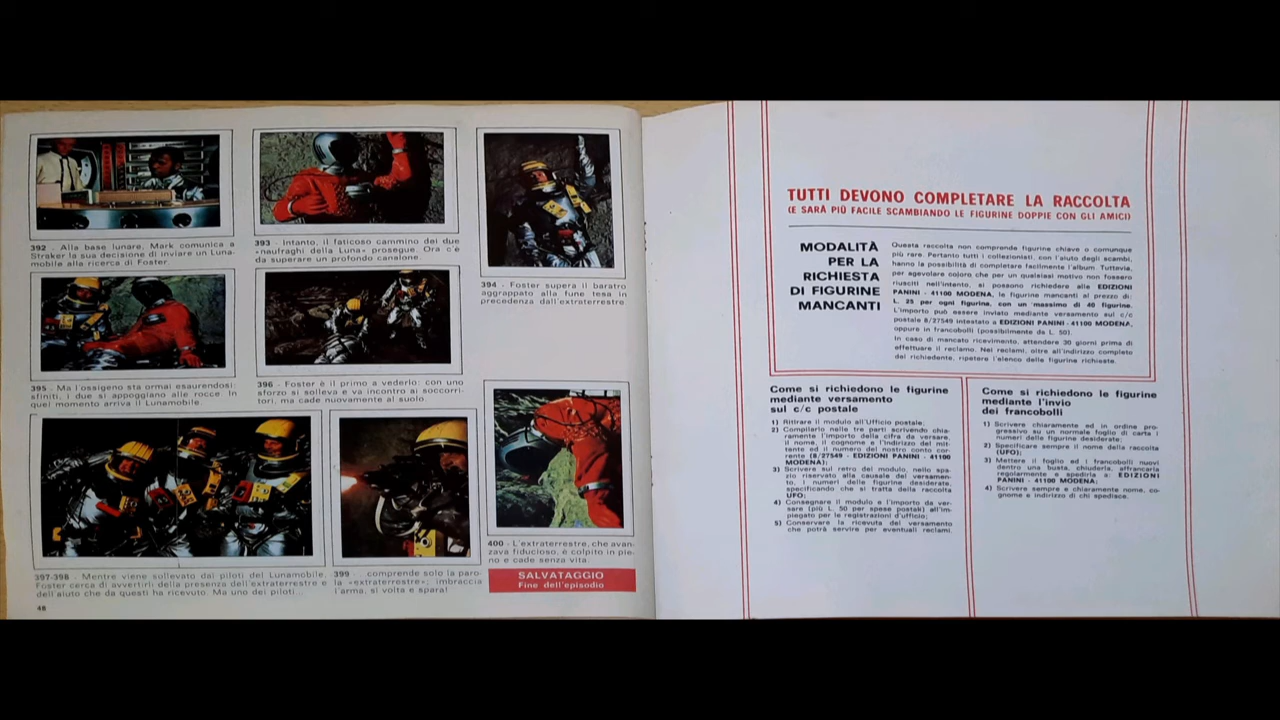 392 - Alla base lunare, Mark comunica a
Straker la sua decisione di inviare un Luna-
mobile alla ricerca di Foster.
393 - Intanto, il faticoso cammino dei due
«naufraghi della Luna» prosegue. Ora c'è
da superare un profondo canalone.
394 - Foster supera il baratro
aggrappato alla fune tesa in
precedenza dall'extraterrestre.
395 - Ma l'ossigeno sta ormai esaurendosi:
sfiniti, i due si appoggiano alle rocce. In
quel momento arriva il Lunamobile.
396 - Foster è il primo a vederlo: con uno
sforzo si solleva e va incontro ai soccorri-
tori, ma cade nuovamente al suolo.
397-398 - Mentre viene sollevato dai piloti del Lunamobile,
Foster cerca di avvertirli della presenza dell'extraterrestre e
dell'aiuto che da questi ha ricevuto. Ma uno dei piloti...
399 - ...comprende solo la paro-
la «extraterrestre»; imbraccia
l'arma, si volta e spara!
400 - L'extraterrestre, che avan-
zava fiducioso, è colpito in pie-
no e cade senza vita.
SALVATAGGIO
Fine dell'episodio
48
TUTTI DEVONO COMPLETARE LA RACCOLTA
(E SARÀ PIÙ FACILE SCAMBIANDO LE FIGURINE DOPPIE CON GLI AMICI)
MODALITÀ
PER LA
RICHIESTA
DI FIGURINE
MANCANTI
Questa raccolta non comprende figurine chiave o comunque
più rare. Pertanto tutti i collezionisti, con l'aiuto degli scambi,
hanno la possibilità di completare facilmente l'album. Tuttavia,
per agevolare coloro che per un qualsiasi motivo non fossero
riusciti nell'intento, si possono richiedere alle EDIZIONI
PANINI - 41100 MODENA, le figurine mancanti al prezzo di:
L. 25 per ogni figurina, con un massimo di 40 figurine.
L'importo può essere inviato mediante versamento sul c/c
postale 8/27549 intestato a EDIZIONI PANINI - 41100 MODENA,
oppure in francobolli (possibilmente da L. 50).
In caso di mancato ricevimento, attendere 30 giorni prima di
effettuare il reclamo. Nei reclami, oltre all'indirizzo completo
del richiedente, ripetere l'elenco delle figurine richieste.
Come si richiedono le figurine
mediante versamento
sul c/c postale
1) Ritirare il modulo all'Ufficio postale;
2) Compilarlo nelle tre parti scrivendo chia-
ramente l'importo della cifra da versare,
il nome, il cognome e l'indirizzo del mit-
tente ed il numero del nostro conto cor-
rente (8/27549 - EDIZIONI PANINI - 41100
MODENA);
3) Scrivere sul retro del modulo, nello spa-
zio riservato alla causale del versamen-
to, i numeri delle figurine desiderate,
specificando che si tratta della raccolta
UFO;
4) Consegnare il modulo e l'importo da ver-
sare (più L. 50 per spese postali) all'im-
piegato per le registrazioni d'ufficio;
5) Conservare la ricevuta del versamento
che potrà servire per eventuali reclami.
Come si richiedono le figurine
mediante l'invio
dei francobolli
1) Scrivere chiaramente ed in ordine pro-
gressivo su un normale foglio di carta i
numeri delle figurine desiderate;
2) Specificare sempre il nome della raccolta
(UFO);
3) Mettere il foglio ed i francobolli nuovi
dentro una busta, chiuderla, affrancarla
regolarmente e spedirla a: EDIZIONI
PANINI - 41100 MODENA;
4) Scrivere sempre e chiaramente nome, co-
gnome e indirizzo di chi spedisce.